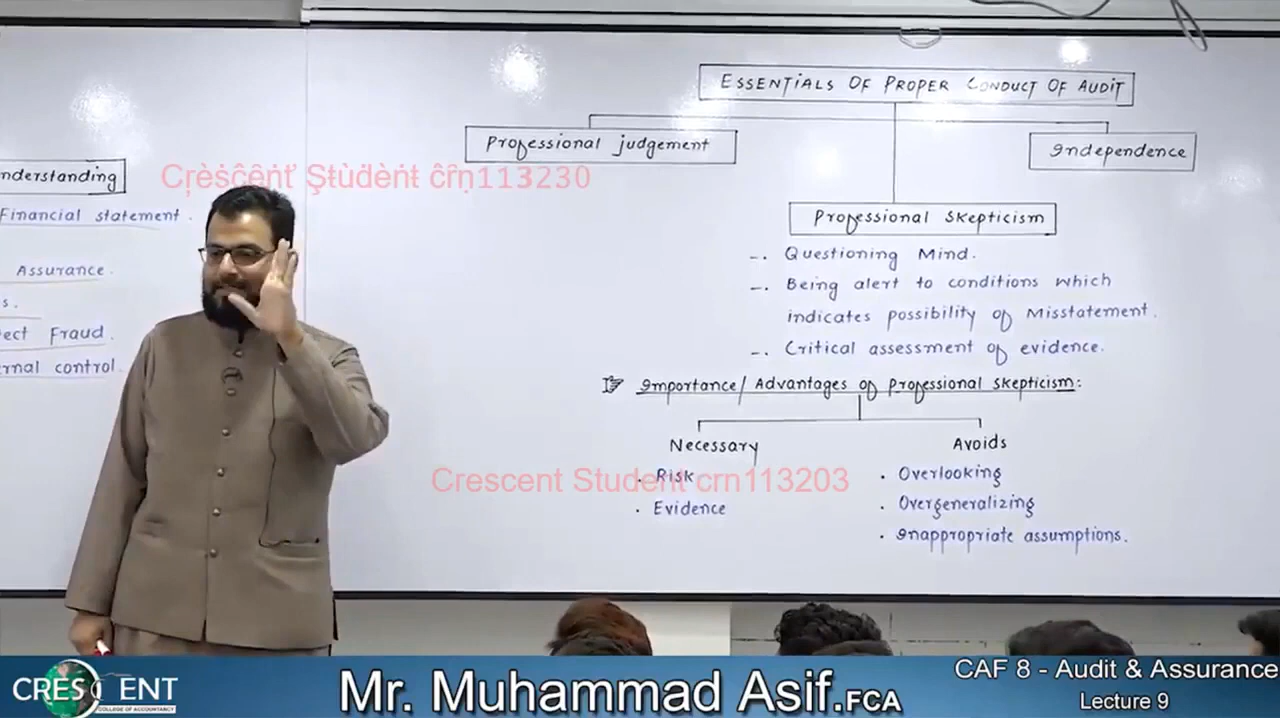 ESSENTIALS OF PROPER CONDUCT OF AUDIT
Professional judgement
Independence
Professional Skepticism
-. Questioning Mind.
-. Being alert to conditions which
indicates possibility of Misstatement.
-. Critical assessment of evidence.
☞ Importance/ Advantages of Professional Skepticism:
Necessary
. Risk
. Evidence
Avoids
. Overlooking
. Overgeneralizing
. Inappropriate assumptions.
nderstanding
Financial statement.
Assurance.
s.
ect Fraud.
rnal control.
Crescent Student crn113230
Crescent Student crn113203
CRESCENT
COLLEGE OF ACCOUNTANCY
Mr. Muhammad Asif.FCA
CAF 8 - Audit & Assurance
Lecture 9